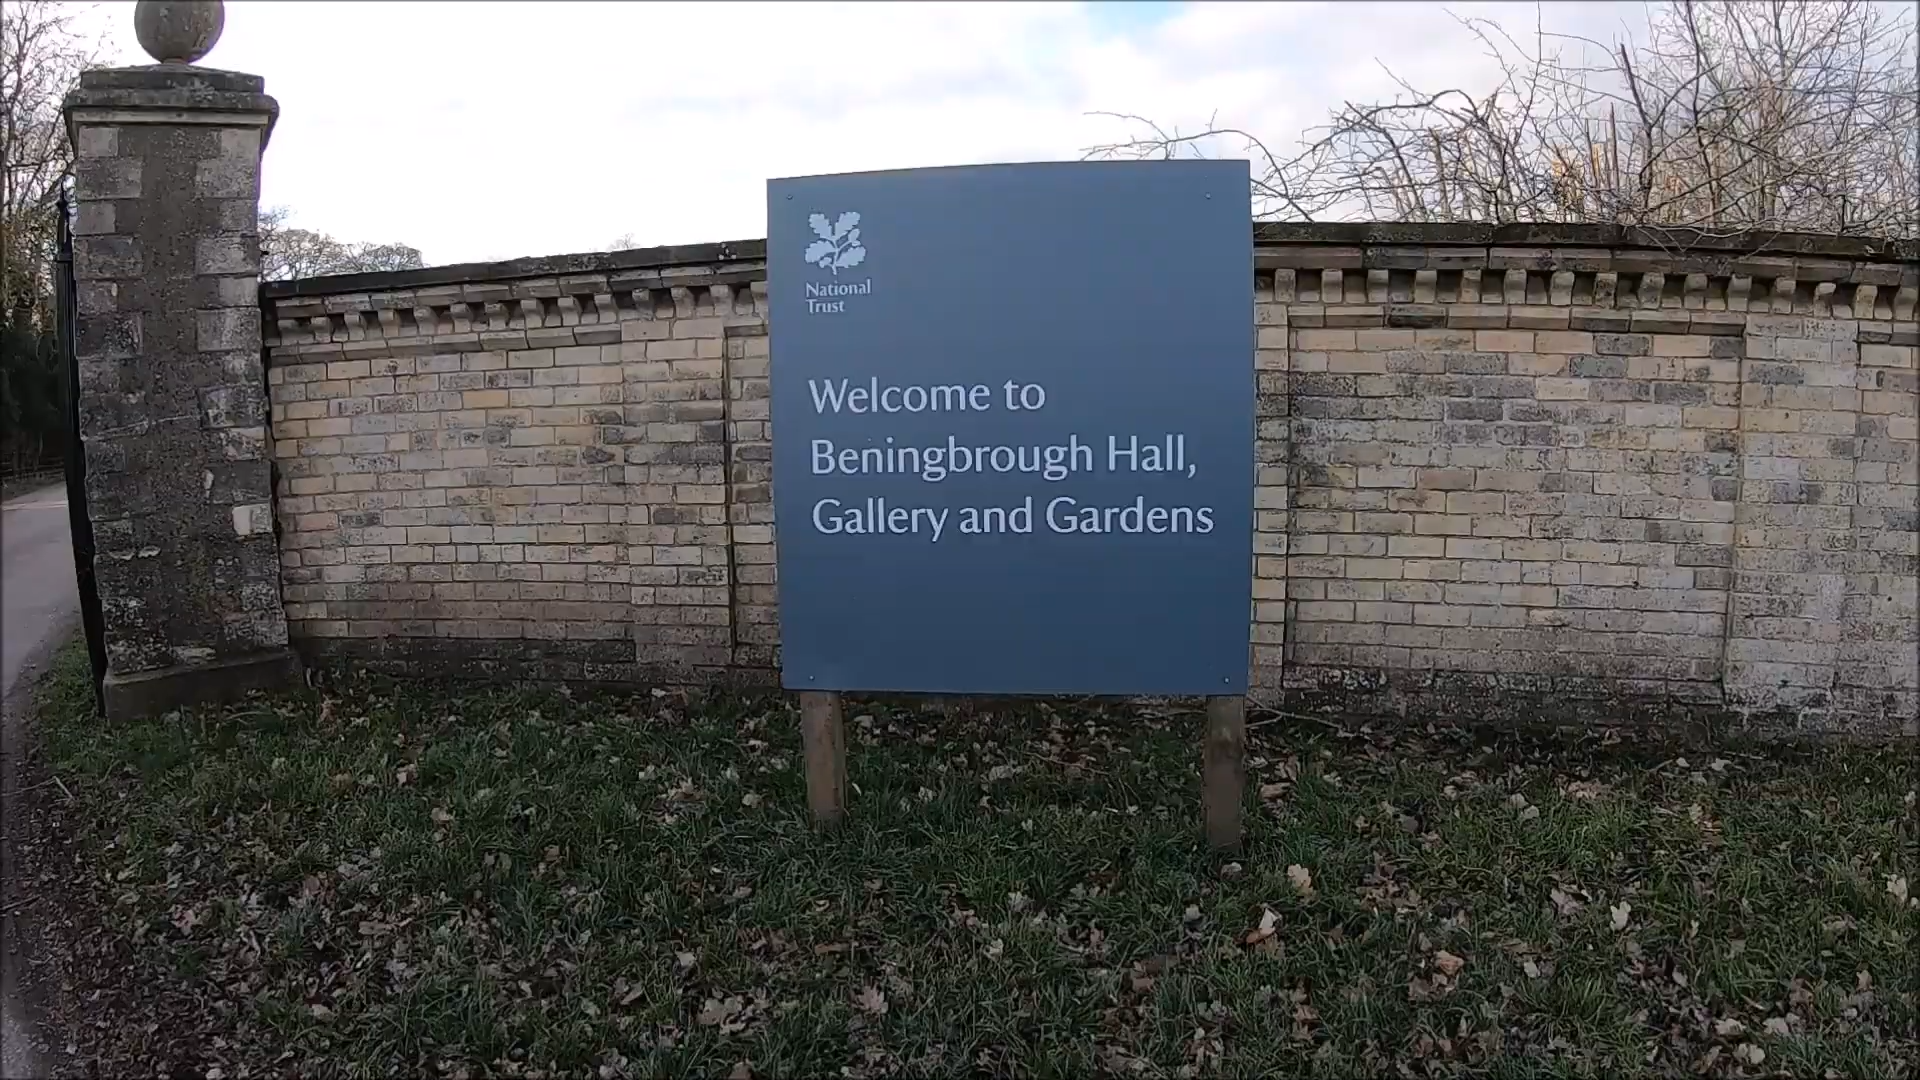 National
Trust
Welcome to
Beningbrough Hall,
Gallery and Gardens